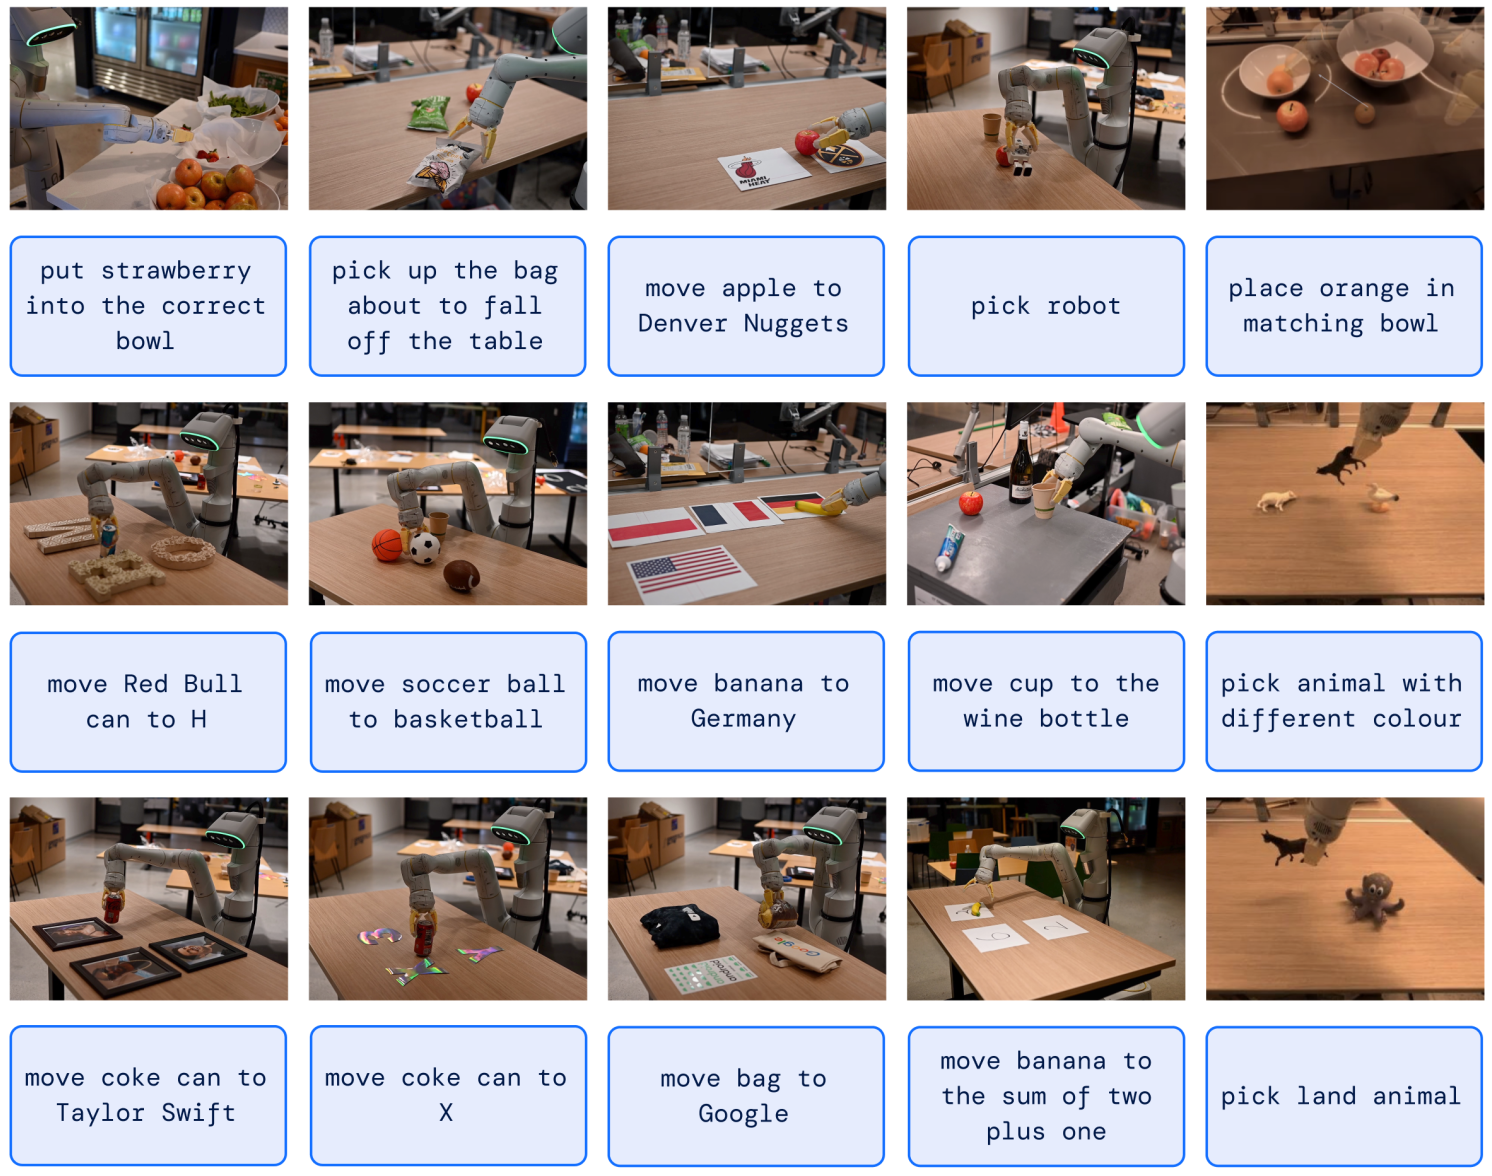 MIAMI
HEAT
put strawberry
into the correct
bowl
pick up the bag
about to fall
off the table
move apple to
Denver Nuggets
pick robot
place orange in
matching bowl
move Red Bull
can to H
move soccer ball
to basketball
move banana to
Germany
move cup to the
wine bottle
pick animal with
different colour
Google
android
move coke can to
Taylor Swift
move coke can to
X
move bag to
Google
move banana to
the sum of two
plus one
pick land animal